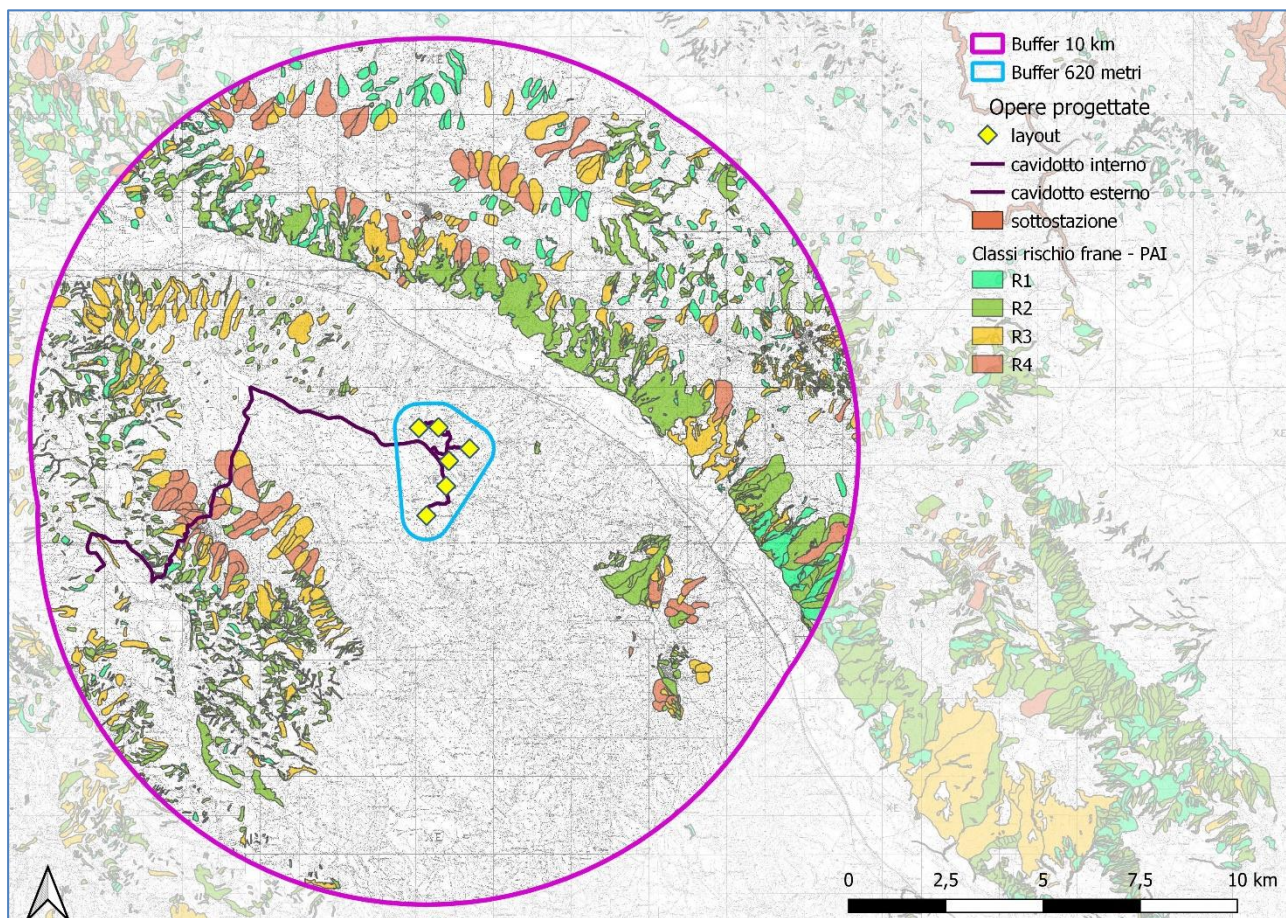 Buffer 10 km
Buffer 620 metri
Opere progettate
layout
cavidotto interno
cavidotto esterno
sottostazione
Classi rischio frane - PAI
R1
R2
R3
R4
0 2,5 5 7,5 10 km